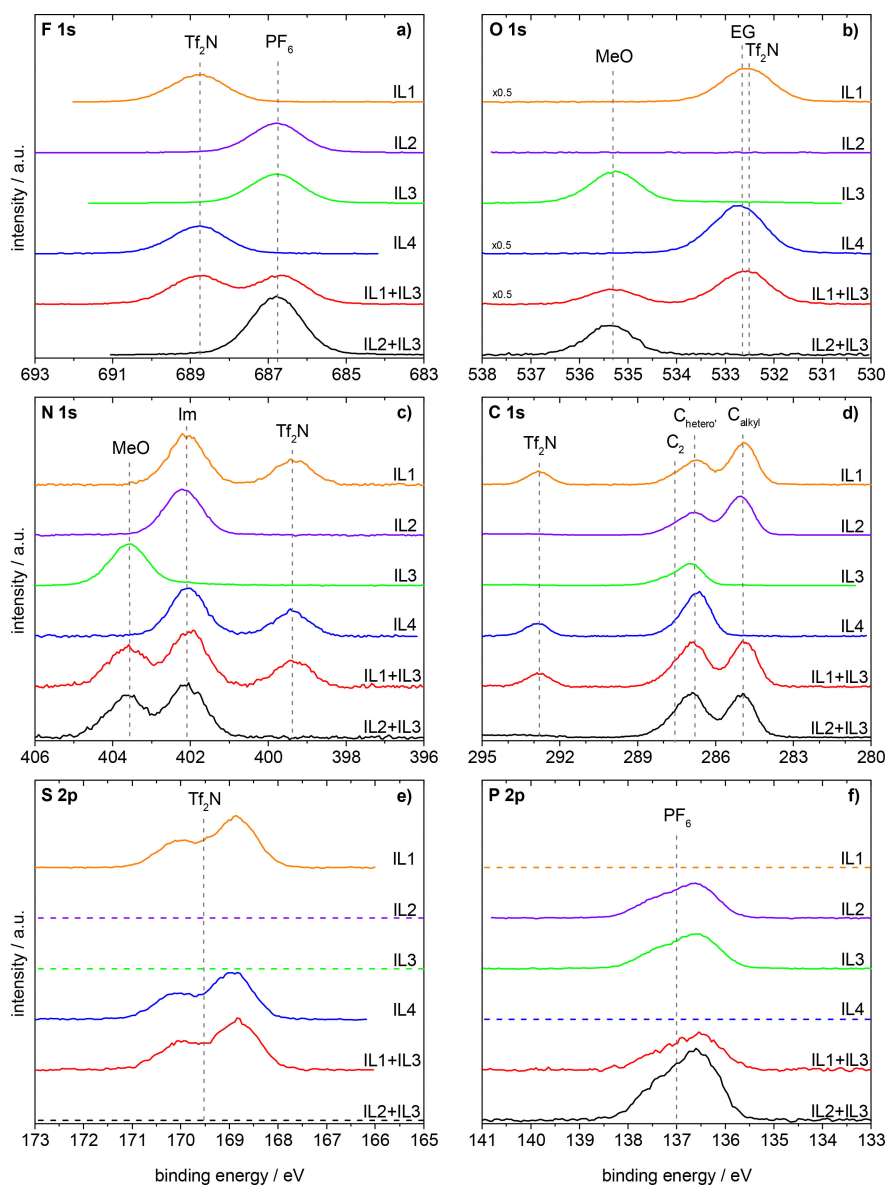 F 1s a)
Tf₂N PF₆
IL1
IL2
IL3
IL4
IL1+IL3
IL2+IL3
693 691 689 687 685 683
intensity / a.u.
O 1s b)
MeO EG Tf₂N
x0.5 IL1
IL2
IL3
x0.5 IL4
x0.5 IL1+IL3
IL2+IL3
538 537 536 535 534 533 532 531 530
N 1s c)
MeO Im Tf₂N
IL1
IL2
IL3
IL4
IL1+IL3
IL2+IL3
406 404 402 400 398 396
intensity / a.u.
C 1s d)
Tf₂N C₂ Chetero' Calkyl
IL1
IL2
IL3
IL4
IL1+IL3
IL2+IL3
295 292 289 286 283 280
S 2p e)
Tf₂N
IL1
IL2
IL3
IL4
IL1+IL3
IL2+IL3
173 172 171 170 169 168 167 166 165
intensity / a.u.
binding energy / eV
P 2p f)
PF₆
IL1
IL2
IL3
IL4
IL1+IL3
IL2+IL3
141 140 139 138 137 136 135 134 133
binding energy / eV